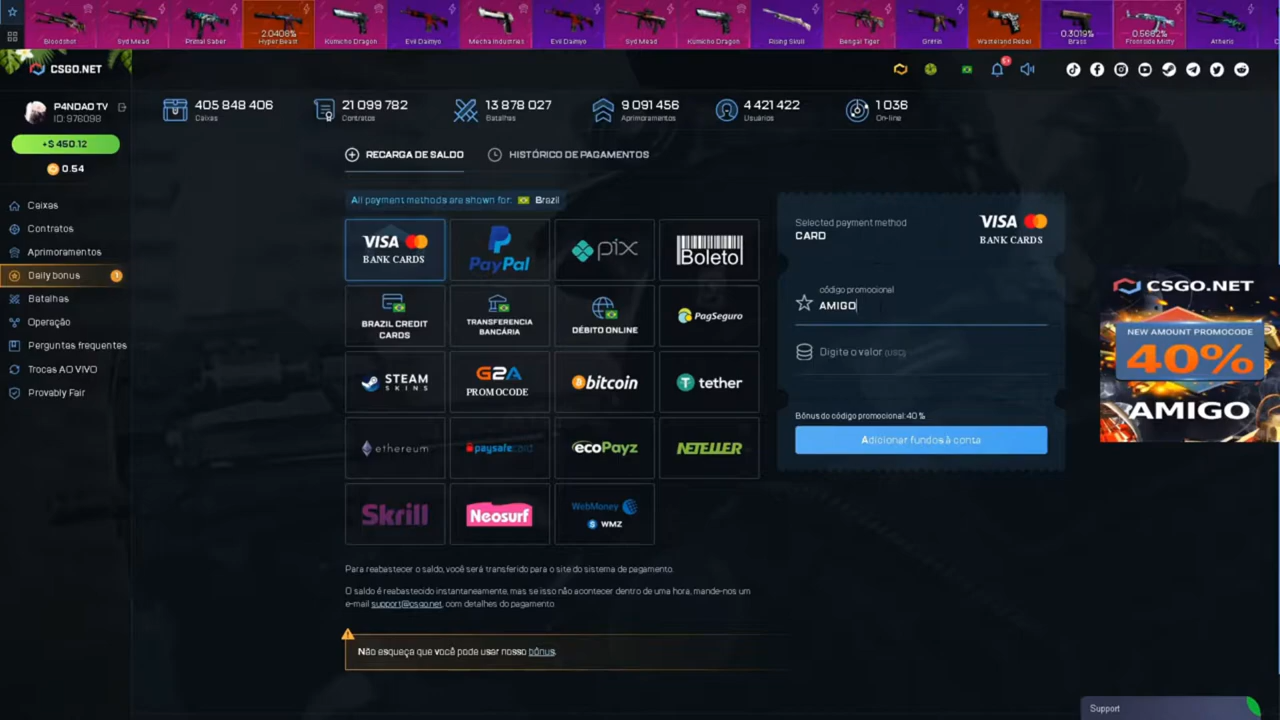 2.0408%
0.3019%
0.5682%
Bloodshot
Syd Mead
Primal Saber
Hyper Beast
Kumicho Dragon
Evil Daimyo
Mecha Industries
Evil Daimyo
Syd Mead
Kumicho Dragon
Rising Skull
Bengal Tiger
Griffin
Wasteland Rebel
Brass
Frontside Misty
Atheris
CSGO.NET
P4NDAO TV
ID: 976098
+$ 450.12
0.54
405 848 406
Caixas
21 099 782
Contratos
13 878 027
Batalhas
9 091 456
Aprimoramentos
4 421 422
Usuários
1 036
On-line
Caixas
Contratos
Aprimoramentos
Daily bonus
1
Batalhas
Operação
Perguntas frequentes
Trocas AO VIVO
Provably Fair
RECARGA DE SALDO
HISTÓRICO DE PAGAMENTOS
All payment methods are shown for: Brazil
VISA
BANK CARDS
PayPal
pix
Boleto
BRAZIL CREDIT
CARDS
TRANSFERENCIA
BANCÁRIA
DÉBITO ONLINE
PagSeguro
STEAM
SKINS
G2A
PROMOCODE
bitcoin
tether
ethereum
paysafecard
ecoPayz
NETELLER
Skrill
Neosurf
WebMoney
WMZ
Selected payment method
CARD
VISA
BANK CARDS
código promocional
AMIGO
Digite o valor (USD)
Bônus do código promocional: 40 %
Adicionar fundos à conta
CSGO.NET
NEW AMOUNT PROMOCODE
40%
AMIGO
Para reabastecer o saldo, você será transferido para o site do sistema de pagamento.
O saldo é reabastecido instantaneamente, mas se isso não acontecer dentro de uma hora, mande-nos um
e-mail support@csgo.net, com detalhes do pagamento
Não esqueça que você pode usar nosso bônus.
Support